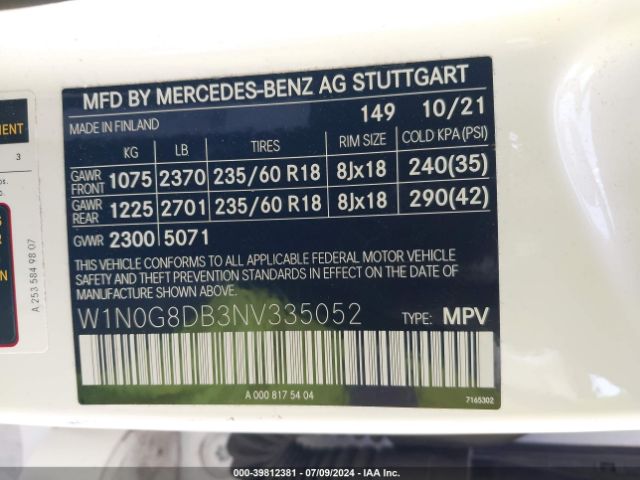 MFD BY MERCEDES-BENZ AG STUTTGART
MADE IN FINLAND 149 10/21
KG LB TIRES RIM SIZE COLD KPA(PSI)
GAWR FRONT 1075 2370 235/60 R18 8Jx18 240(35)
GAWR REAR 1225 2701 235/60 R18 8Jx18 290(42)
GVWR 2300 5071
THIS VEHICLE CONFORMS TO ALL APPLICABLE FEDERAL MOTOR VEHICLE
SAFETY AND THEFT PREVENTION STANDARDS IN EFFECT ON THE DATE OF
MANUFACTURE SHOWN ABOVE.
W1N0G8DB3NV335052 TYPE: MPV
A 000 817 54 04 7165302
3
A 253 584 98 07
© - 39812381 - 07/09/2024 - IAA Inc.